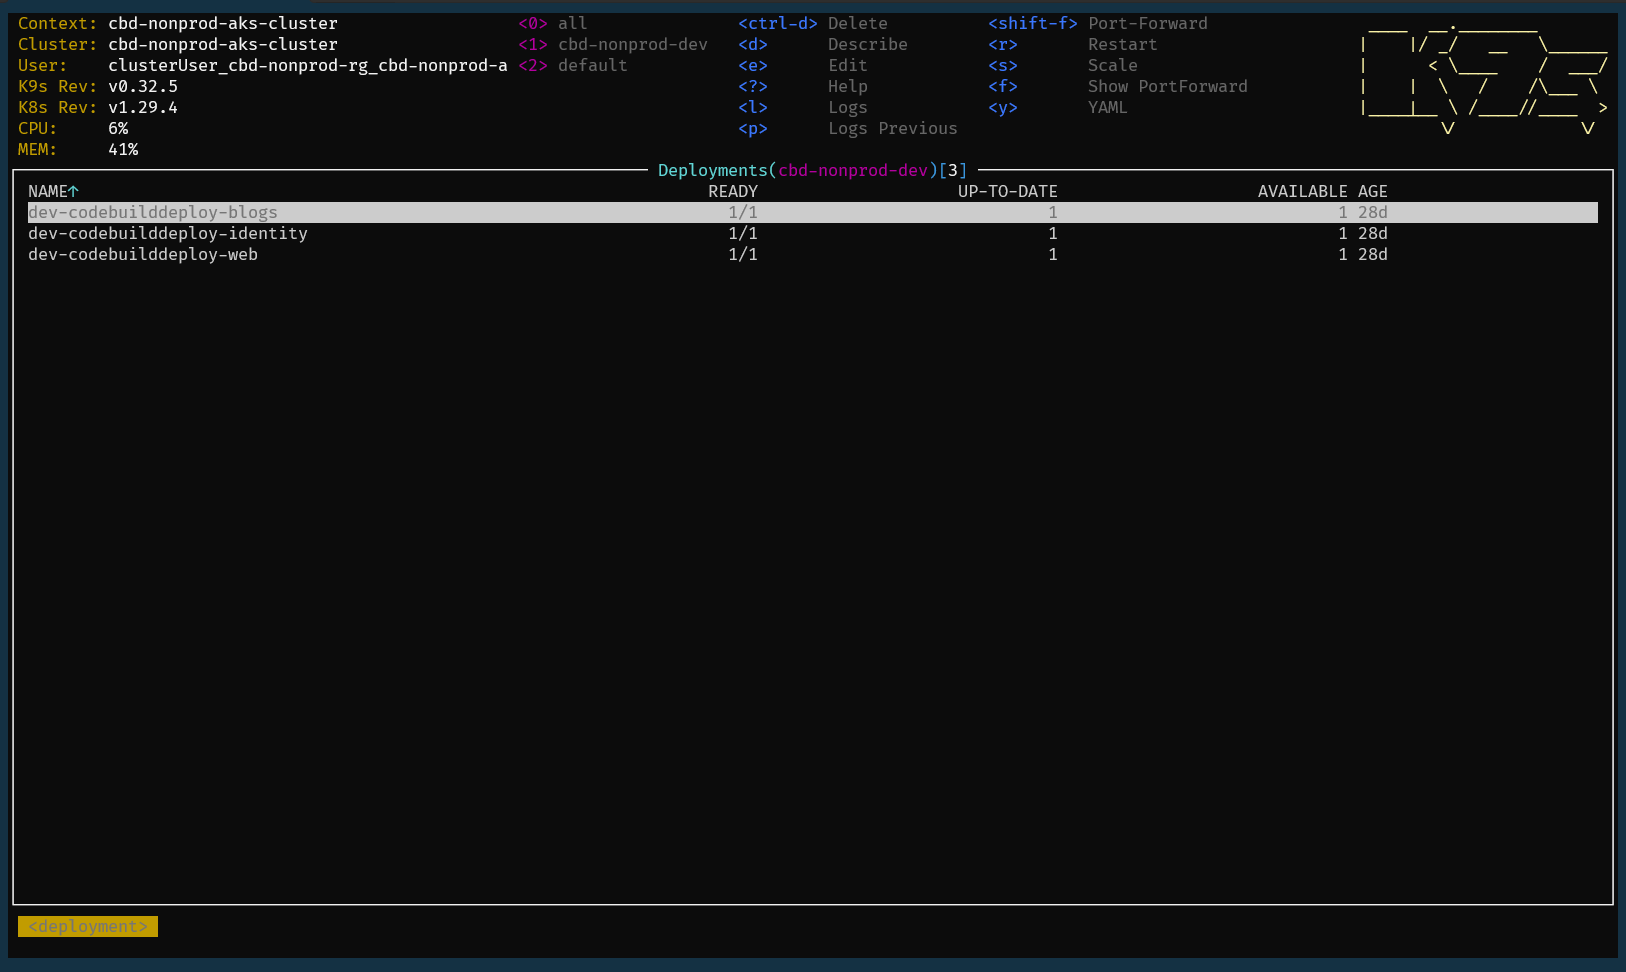 Context: cbd-nonprod-aks-cluster <0> all <ctrl-d> Delete <shift-f> Port-Forward
Cluster: cbd-nonprod-aks-cluster <1> cbd-nonprod-dev <d> Describe <r> Restart
User: clusterUser_cbd-nonprod-rg_cbd-nonprod-a <2> default <e> Edit <s> Scale
K9s Rev: v0.32.5 <?> Help <f> Show PortForward
K8s Rev: v1.29.4 <l> Logs <y> YAML
CPU: 6% <p> Logs Previous
MEM: 41%
Deployments(cbd-nonprod-dev)[3]
NAME↑ READY UP-TO-DATE AVAILABLE AGE
dev-codebuilddeploy-blogs 1/1 1 1 28d
dev-codebuilddeploy-identity 1/1 1 1 28d
dev-codebuilddeploy-web 1/1 1 1 28d
<deployment>